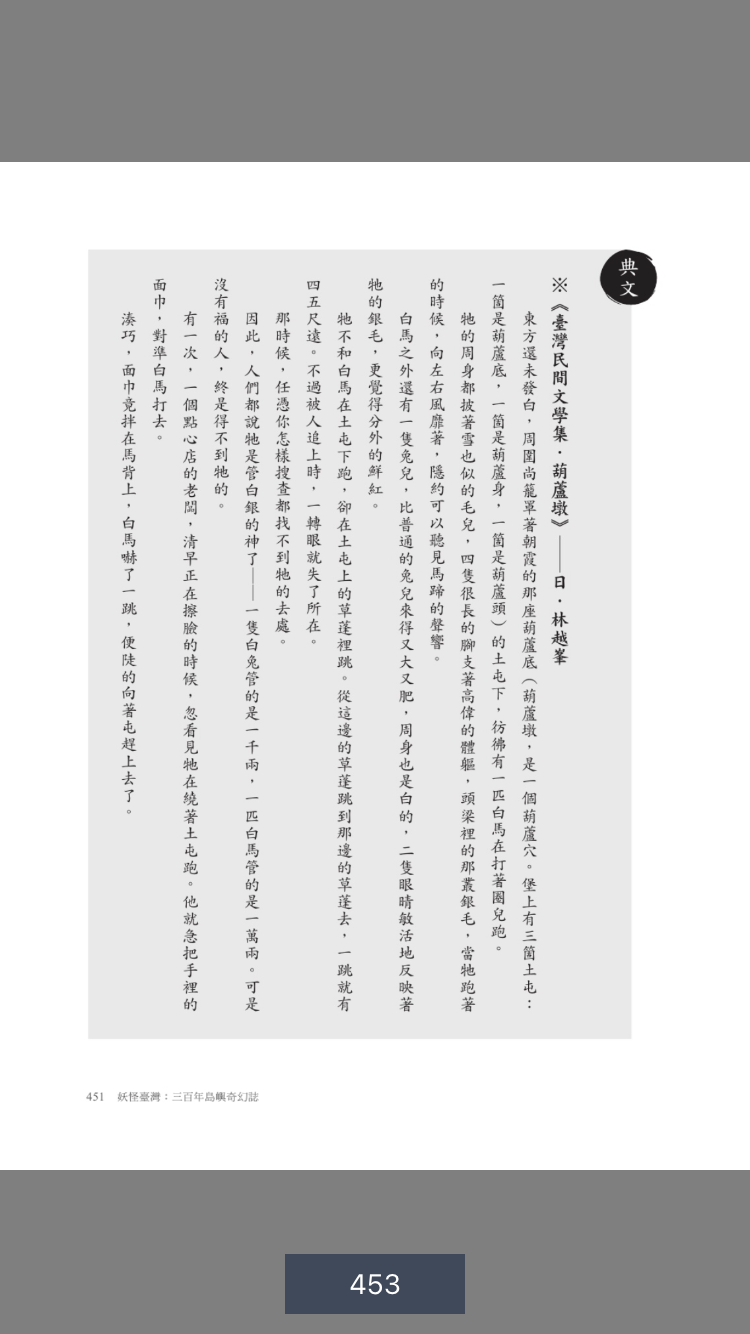 典文
※《臺灣民間文學集·葫蘆墩》——日·林越峯
東方還未發白，周圍尚籠罩著朝霞的那座葫蘆底（葫蘆墩，是一個葫蘆穴。堡上有三箇土屯：
一箇是葫蘆底，一箇是葫蘆身，一箇是葫蘆頭）的土屯下，彷彿有一匹白馬在打著圈兒跑。
牠的周身都披著雪也似的毛兒，四隻很長的腳支著高偉的體軀，頭梁裡的那叢銀毛，當牠跑著
的時候，向左右風靡著，隱約可以聽見馬蹄的聲響。
白馬之外還有一隻兔兒，比普通的兔兒來得又大又肥，周身也是白的，二隻眼睛敏活地反映著
牠的銀毛，更覺得分外的鮮紅。
牠不和白馬在土屯下跑，卻在土屯上的草蓬裡跳。從這邊的草蓬跳到那邊的草蓬去，一跳就有
四五尺遠。不過被人追上時，一轉眼就失了所在。
那時候，任憑你怎樣搜查都找不到牠的去處。
因此，人們都說牠是管白銀的神了——一隻白兔管的是一千兩，一匹白馬管的是一萬兩。可是
沒有福的人，終是得不到牠的。
有一次，一個點心店的老闆，清早正在擦臉的時候，忽看見牠在繞著土屯跑。他就急把手裡的
面巾，對準白馬打去。
湊巧，面巾竟拌在馬背上，白馬嚇了一跳，便陡的向著屯趕上去了。
451 妖怪臺灣：三百年島嶼奇幻誌
453